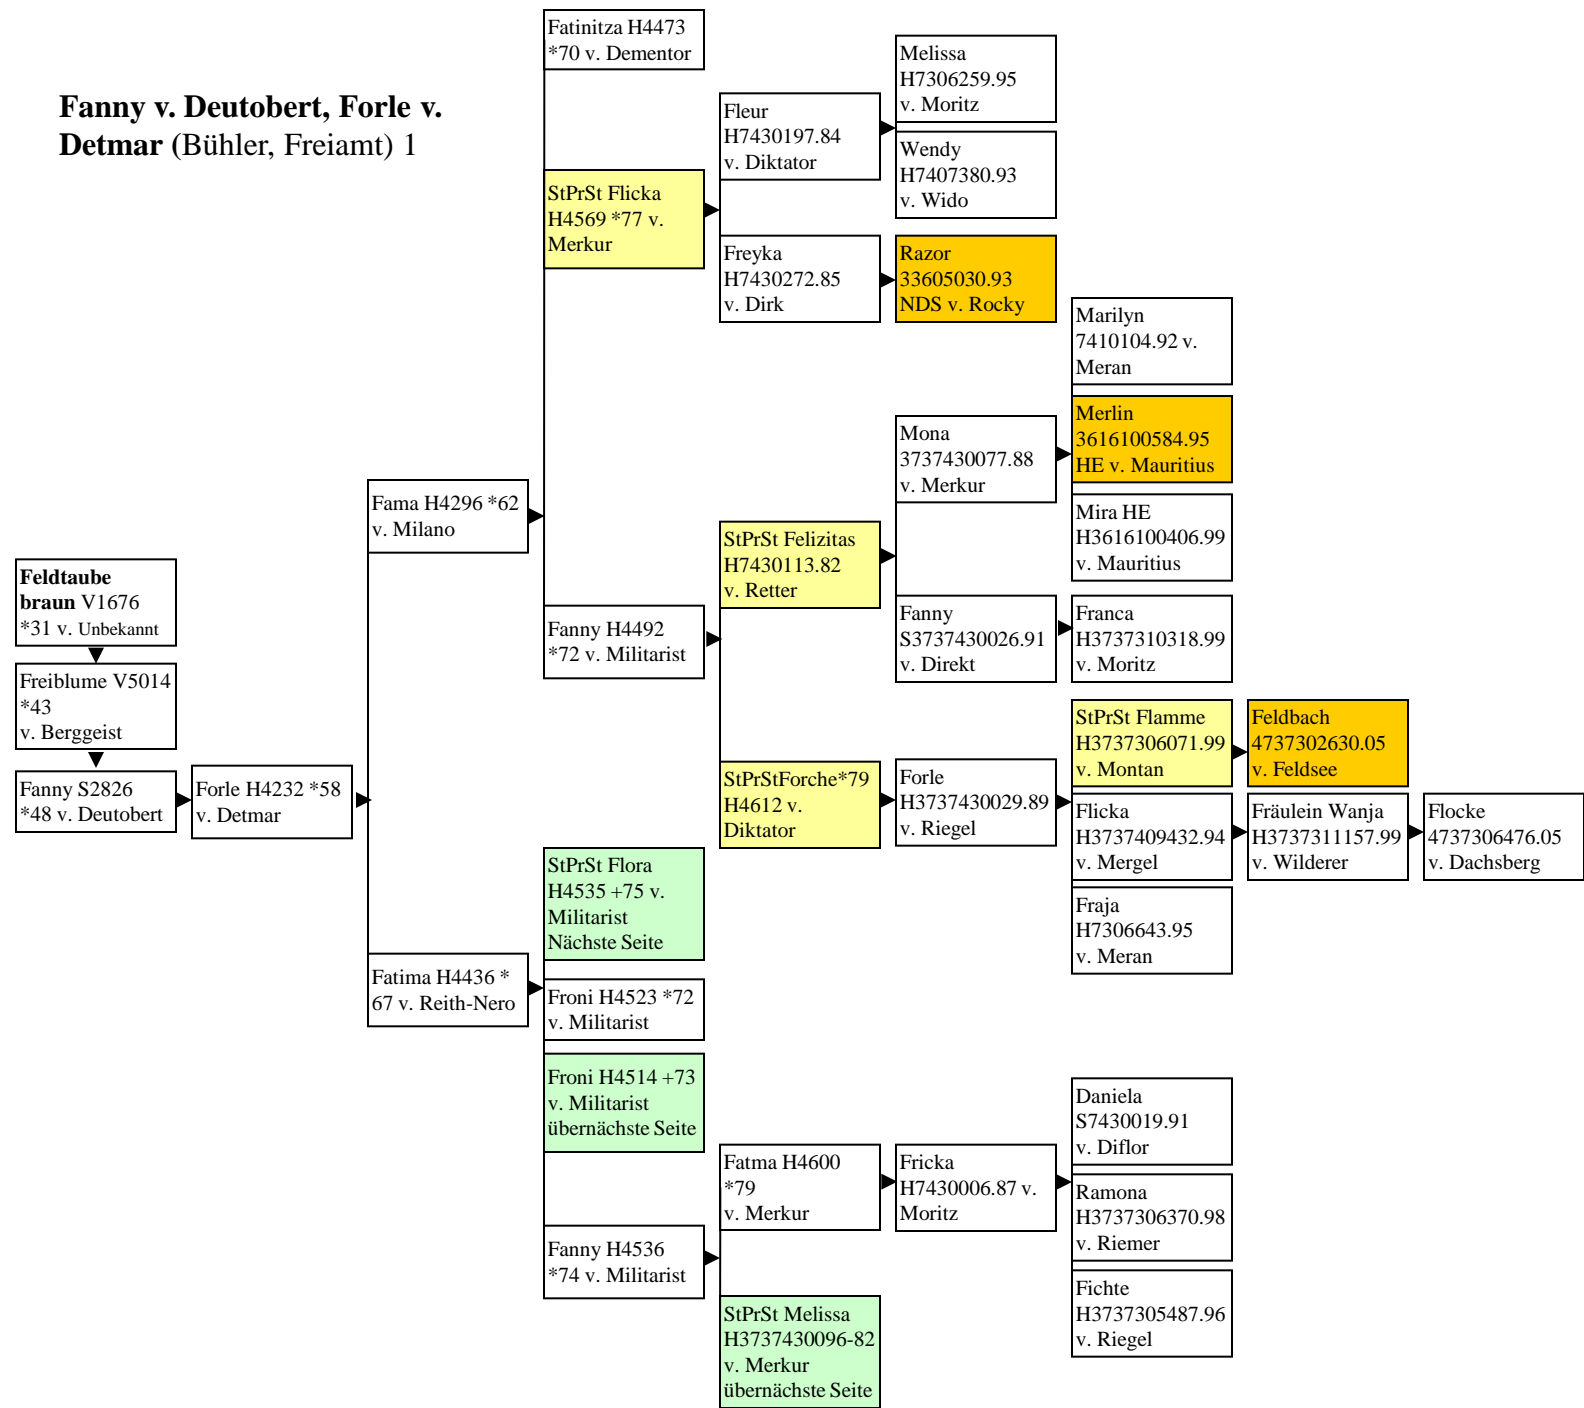 Fanny v. Deutobert, Forle v.
Detmar (Bühler, Freiamt) 1
Feldtaube
braun V1676
*31 v. Unbekannt
Freiblume V5014
*43
v. Berggeist
Fanny S2826
*48 v. Deutobert
Forle H4232 *58
v. Detmar
Fama H4296 *62
v. Milano
Fatima H4436 *
67 v. Reith-Nero
Fatinitza H4473
*70 v. Dementor
StPrSt Flicka
H4569 *77 v.
Merkur
Fanny H4492
*72 v. Militarist
StPrSt Flora
H4535 +75 v.
Militarist
Nächste Seite
Froni H4523 *72
v. Militarist
Froni H4514 +73
v. Militarist
übernächste Seite
Fanny H4536
*74 v. Militarist
Fleur
H7430197.84
v. Diktator
Freyka
H7430272.85
v. Dirk
StPrSt Felizitas
H7430113.82
v. Retter
StPrStForche*79
H4612 v.
Diktator
Fatma H4600
*79
v. Merkur
StPrSt Melissa
H3737430096-82
v. Merkur
übernächste Seite
Melissa
H7306259.95
v. Moritz
Wendy
H7407380.93
v. Wido
Razor
33605030.93
NDS v. Rocky
Mona
3737430077.88
v. Merkur
Fanny
S3737430026.91
v. Direkt
Forle
H3737430029.89
v. Riegel
Fricka
H7430006.87 v.
Moritz
Marilyn
7410104.92 v.
Meran
Merlin
3616100584.95
HE v. Mauritius
Mira HE
H3616100406.99
v. Mauritius
Franca
H3737310318.99
v. Moritz
StPrSt Flamme
H3737306071.99
v. Montan
Flicka
H3737409432.94
v. Mergel
Fraja
H7306643.95
v. Meran
Daniela
S7430019.91
v. Diflor
Ramona
H3737306370.98
v. Riemer
Fichte
H3737305487.96
v. Riegel
Feldbach
4737302630.05
v. Feldsee
Fräulein Wanja
H3737311157.99
v. Wilderer
Flocke
4737306476.05
v. Dachsberg